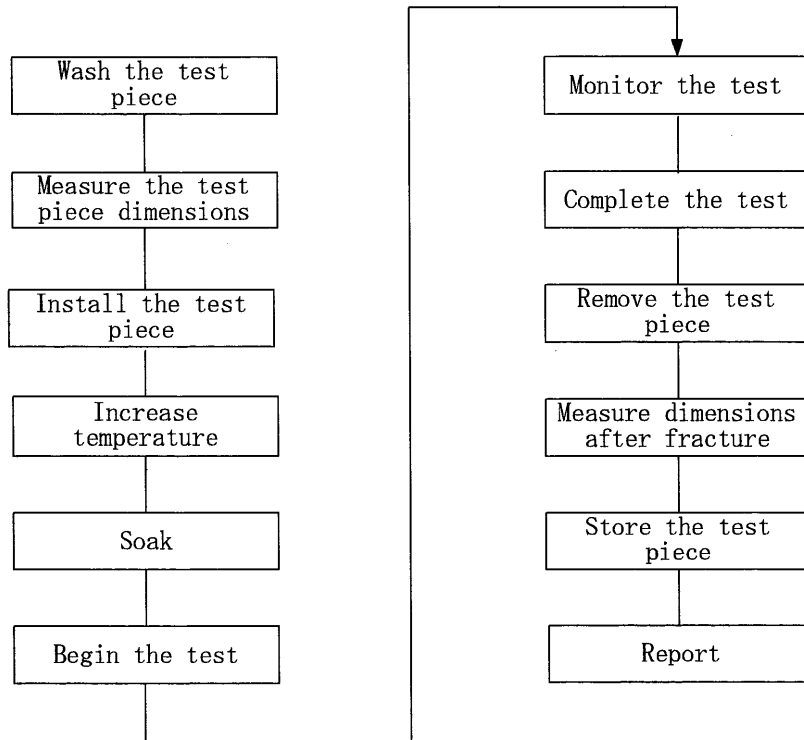 Wash the test
piece
Measure the test
piece dimensions
Install the test
piece
Increase
temperature
Soak
Begin the test
Monitor the test
Complete the test
Remove the test
piece
Measure dimensions
after fracture
Store the test
piece
Report